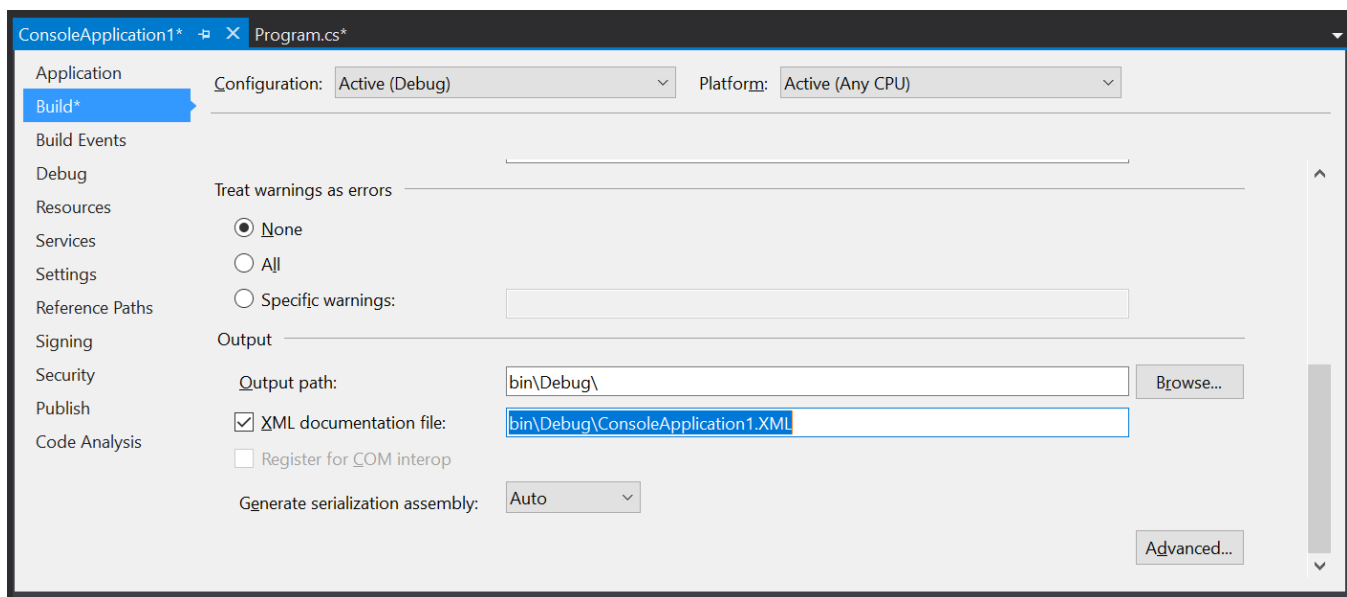 ConsoleApplication1* Program.cs*
Application
Build*
Build Events
Debug
Resources
Services
Settings
Reference Paths
Signing
Security
Publish
Code Analysis
Configuration: Active (Debug) Platform: Active (Any CPU)
Treat warnings as errors
None
All
Specific warnings:
Output
Output path: bin\Debug\ Browse...
XML documentation file: bin\Debug\ConsoleApplication1.XML
Register for COM interop
Generate serialization assembly: Auto
Advanced...